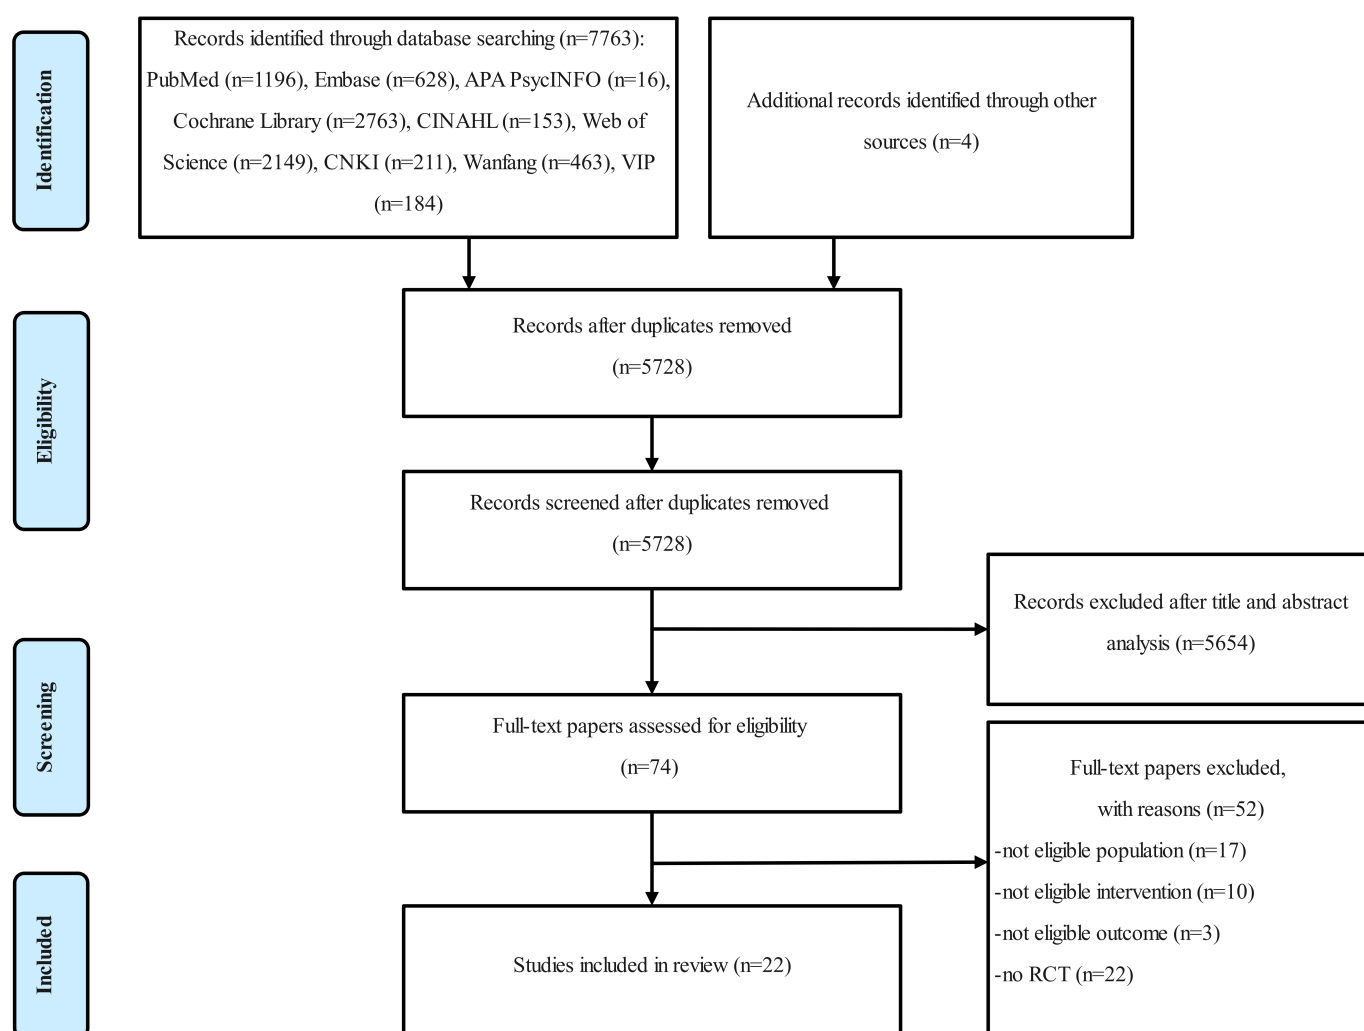 Identification
Records identified through database searching (n=7763):
PubMed (n=1196), Embase (n=628), APA PsycINFO (n=16),
Cochrane Library (n=2763), CINAHL (n=153), Web of
Science (n=2149), CNKI (n=211), Wanfang (n=463), VIP
(n=184)
Additional records identified through other
sources (n=4)
Eligibility
Records after duplicates removed
(n=5728)
Records screened after duplicates removed
(n=5728)
Records excluded after title and abstract
analysis (n=5654)
Screening
Full-text papers assessed for eligibility
(n=74)
Full-text papers excluded,
with reasons (n=52)
-not eligible population (n=17)
-not eligible intervention (n=10)
-not eligible outcome (n=3)
-no RCT (n=22)
Included
Studies included in review (n=22)